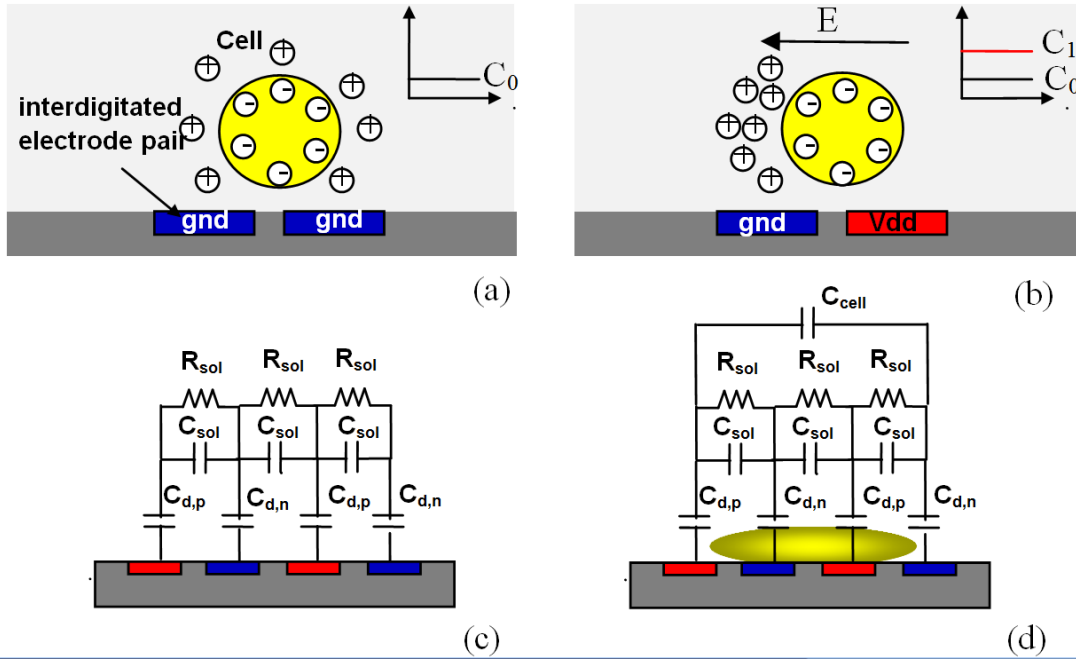 Cell
C0
interdigitated
electrode pair
gnd
gnd
(a)
E
C1
C0
gnd
Vdd
(b)
Rsol Rsol Rsol
Csol Csol Csol
Cd,p Cd,n Cd,p Cd,n
(c)
Ccell
Rsol Rsol Rsol
Csol Csol Csol
Cd,p Cd,n Cd,p Cd,n
(d)